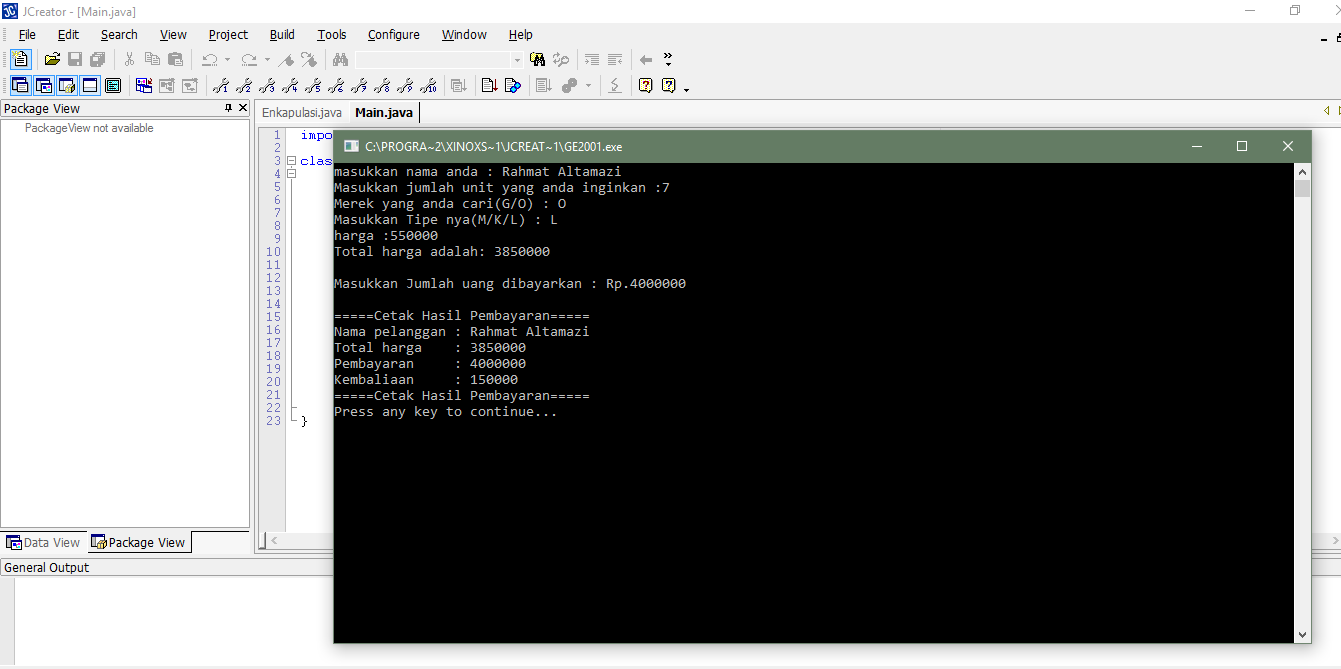 JCreator - [Main.java]
File Edit Search View Project Build Tools Configure Window Help
Package View
PackageView not available
Enkapulasi.java Main.java
1 impo
2
3 clas
4
5
6
7
8
9
10
11
12
13
14
15
16
17
18
19
20
21
22
23 }
C:\PROGRA~2\XINOXS~1\JCREAT~1\GE2001.exe
masukkan nama anda : Rahmat Altamazi
Masukkan jumlah unit yang anda inginkan :7
Merek yang anda cari(G/O) : O
Masukkan Tipe nya(M/K/L) : L
harga :550000
Total harga adalah: 3850000
Masukkan Jumlah uang dibayarkan : Rp.4000000
=====Cetak Hasil Pembayaran=====
Nama pelanggan : Rahmat Altamazi
Total harga    : 3850000
Pembayaran     : 4000000
Kembaliaan     : 150000
=====Cetak Hasil Pembayaran=====
Press any key to continue...
Data View Package View
General Output